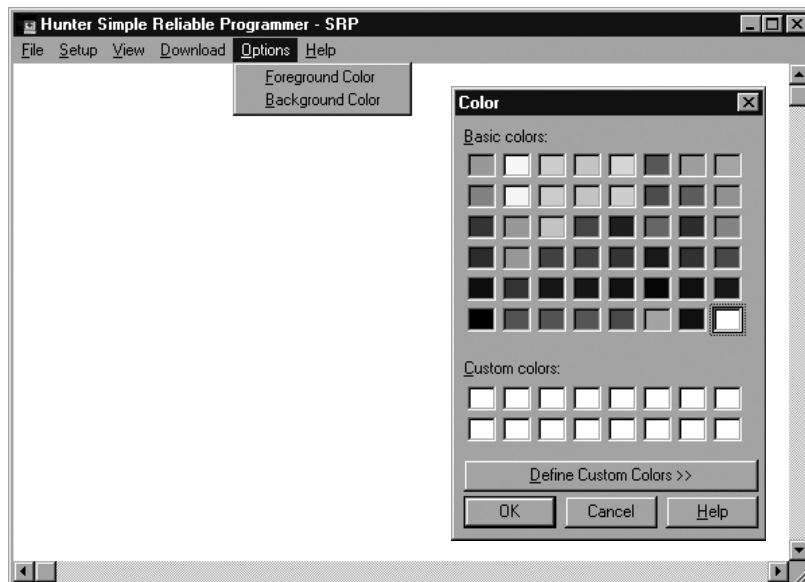 Hunter Simple Reliable Programmer - SRP
File Setup View Download Options Help
Foreground Color
Background Color
Color
Basic colors:
Custom colors:
Define Custom Colors >>
OK Cancel Help